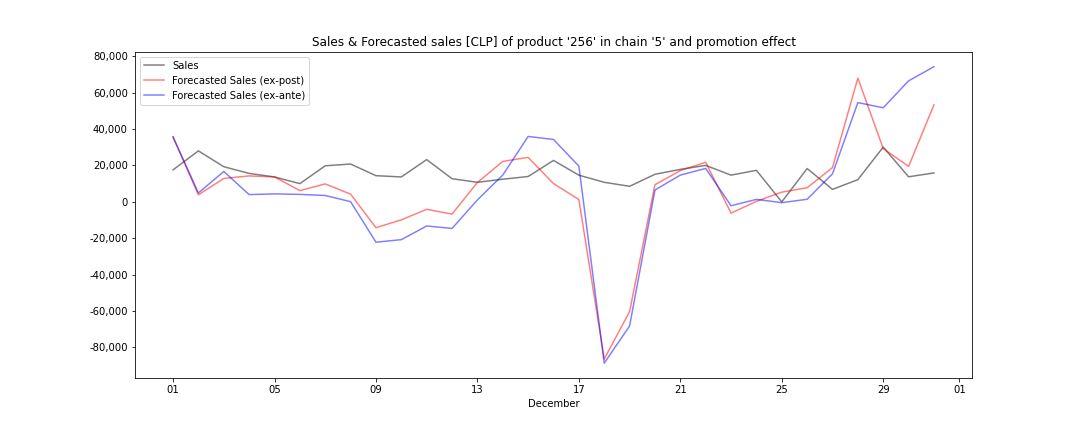 Sales & Forecasted sales [CLP] of product '256' in chain '5' and promotion effect
80,000
60,000
40,000
20,000
0
-20,000
-40,000
-60,000
-80,000
Sales
Forecasted Sales (ex-post)
Forecasted Sales (ex-ante)
01 05 09 13 17 21 25 29 01
December